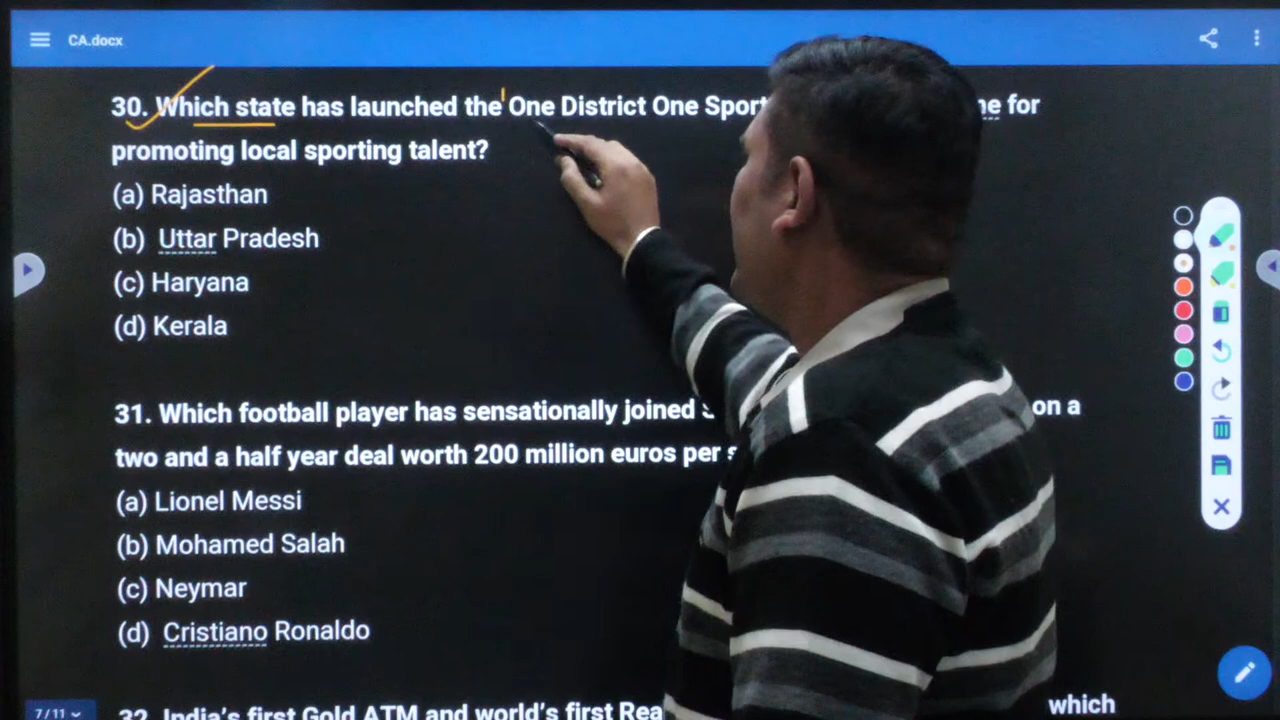 CA.docx
30. Which state has launched the One District One Sport for
promoting local sporting talent?
(a) Rajasthan
(b) Uttar Pradesh
(c) Haryana
(d) Kerala
31. Which football player has sensationally joined on a
two and a half year deal worth 200 million euros per
(a) Lionel Messi
(b) Mohamed Salah
(c) Neymar
(d) Cristiano Ronaldo
7/11
32. India's first Gold ATM and world's first which